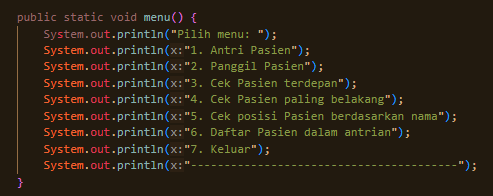 public static void menu() {
System.out.println("Pilih menu: ");
System.out.println(x:"1. Antri Pasien");
System.out.println(x:"2. Panggil Pasien");
System.out.println(x:"3. Cek Pasien terdepan");
System.out.println(x:"4. Cek Pasien paling belakang");
System.out.println(x:"5. Cek posisi Pasien berdasarkan nama");
System.out.println(x:"6. Daftar Pasien dalam antrian");
System.out.println(x:"7. Keluar");
System.out.println(x:"-----------------------------------------");
}